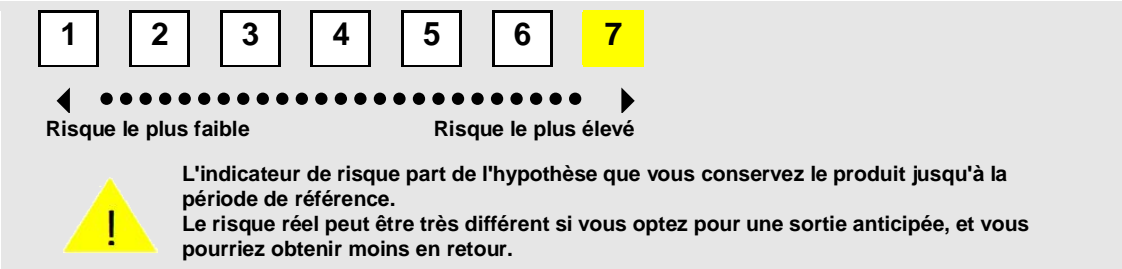 1 2 3 4 5 6 7
Risque le plus faible Risque le plus élevé
L'indicateur de risque part de l'hypothèse que vous conservez le produit jusqu'à la
période de référence.
! Le risque réel peut être très différent si vous optez pour une sortie anticipée, et vous
pourriez obtenir moins en retour.